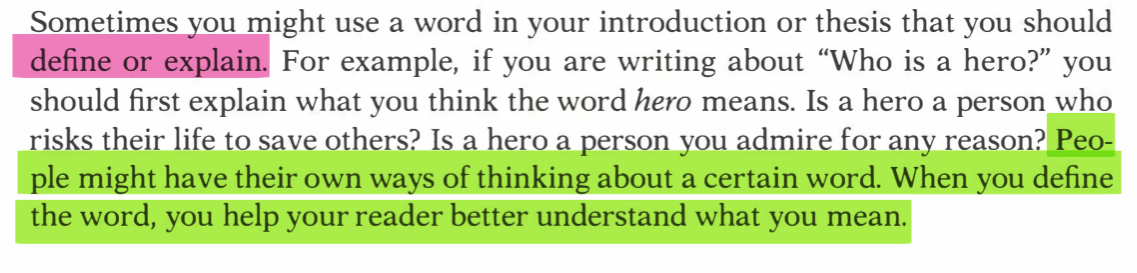 Sometimes you might use a word in your introduction or thesis that you should
define or explain. For example, if you are writing about “Who is a hero?” you
should first explain what you think the word hero means. Is a hero a person who
risks their life to save others? Is a hero a person you admire for any reason? Peo-
ple might have their own ways of thinking about a certain word. When you define
the word, you help your reader better understand what you mean.